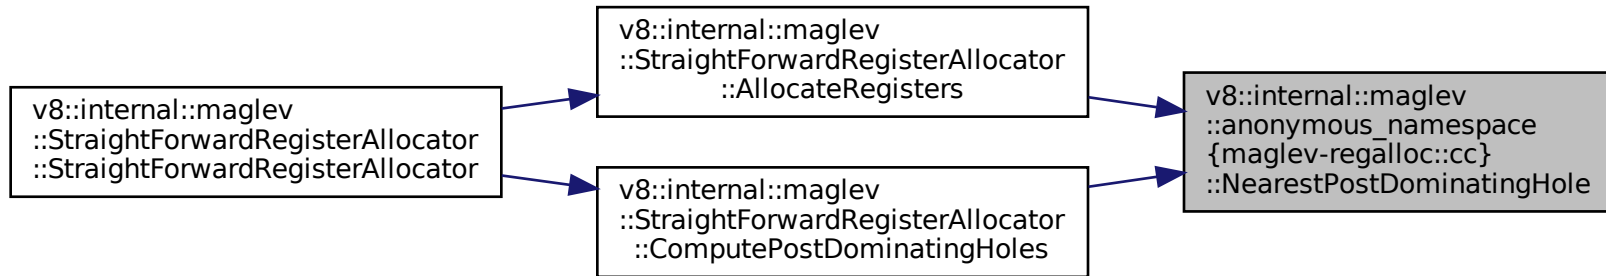 v8::internal::maglev
::StraightForwardRegisterAllocator
::StraightForwardRegisterAllocator
v8::internal::maglev
::StraightForwardRegisterAllocator
::AllocateRegisters
v8::internal::maglev
::StraightForwardRegisterAllocator
::ComputePostDominatingHoles
v8::internal::maglev
::anonymous_namespace
{maglev-regalloc::cc}
::NearestPostDominatingHole